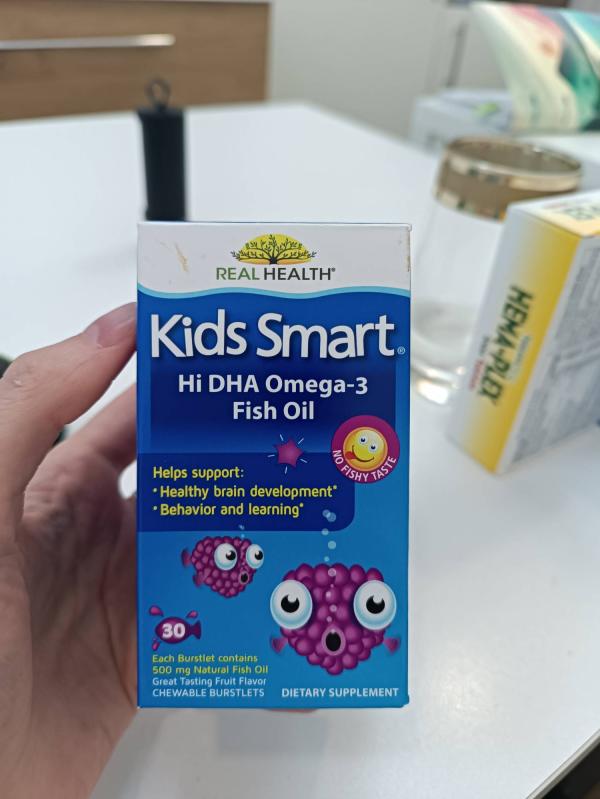 REAL HEALTH®
Kids Smart®
Hi DHA Omega-3
Fish Oil
NO FISHY TASTE
Helps support:
• Healthy brain development*
• Behavior and learning*
30
Each Burstlet contains
500 mg Natural Fish Oil
Great Tasting Fruit Flavor
CHEWABLE BURSTLETS
DIETARY SUPPLEMENT
HEMA-PLEX